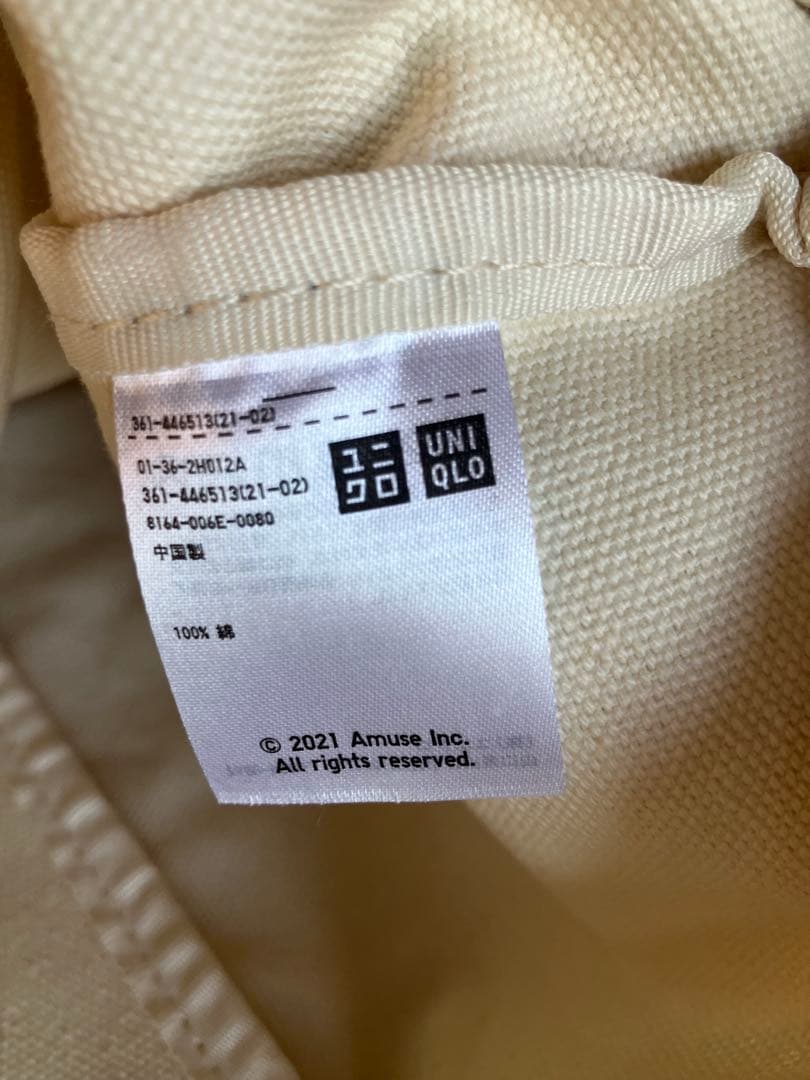 361-446513(21-02)
01-36-2H012A
361-446513(21-02)
8164-006E-0080
中国製
100% 綿
ユニ
クロ
UNI
QLO
© 2021 Amuse Inc.
All rights reserved.